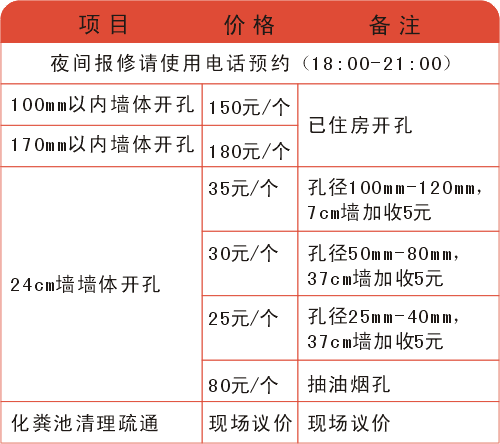 项目 价格 备注
夜间报修请使用电话预约（18:00-21:00）
100mm以内墙体开孔 150元/个 已住房开孔
170mm以内墙体开孔 180元/个
24cm墙墙体开孔 35元/个 孔径100mm-120mm，
7cm墙加收5元
30元/个 孔径50mm-80mm，
37cm墙加收5元
25元/个 孔径25mm-40mm，
37cm墙加收5元
80元/个 抽油烟孔
化粪池清理疏通 现场议价 现场议价